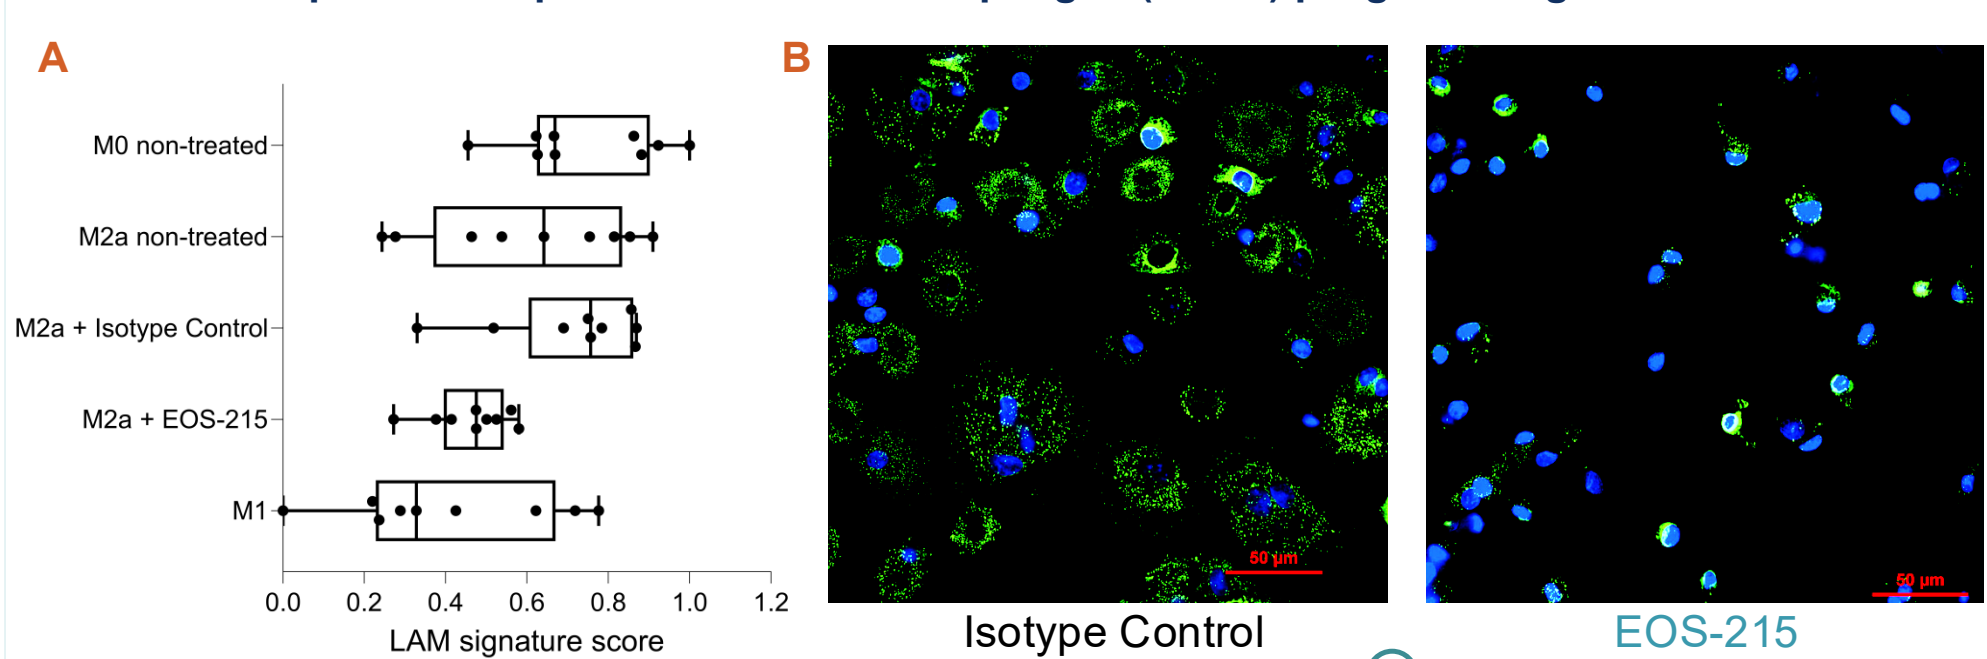 A
B
M0 non-treated
M2a non-treated
M2a + Isotype Control
M2a + EOS-215
M1
0.0 0.2 0.4 0.6 0.8 1.0 1.2
LAM signature score
50 µm
50 µm
Isotype Control
EOS-215